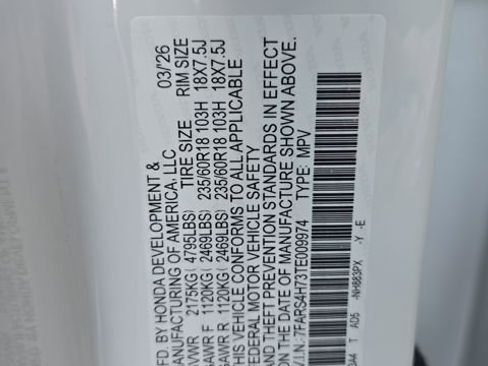 MFD. BY HONDA DEVELOPMENT & 03/'26
MANUFACTURING OF AMERICA, LLC
GVWR 2175KG( 4795LBS) TIRE SIZE RIM SIZE
GAWR F 1120KG( 2469LBS) 235/60R18 103H 18X7.5J
GAWR R 1120KG( 2469LBS) 235/60R18 103H 18X7.5J
THIS VEHICLE CONFORMS TO ALL APPLICABLE
FEDERAL MOTOR VEHICLE SAFETY
AND THEFT PREVENTION STANDARDS IN EFFECT
ON THE DATE OF MANUFACTURE SHOWN ABOVE.
V.I.N: 7FARS4H73TE009974 TYPE: MPV
T AD5 -NH883PX -Y -E